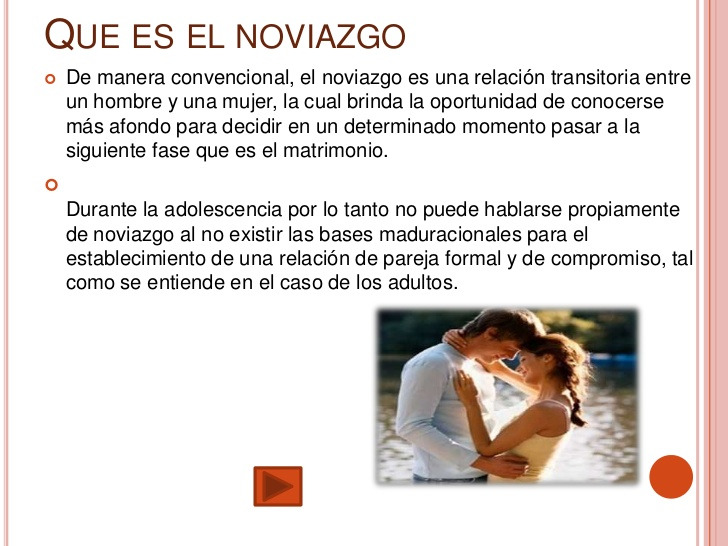 QUE ES EL NOVIAZGO
De manera convencional, el noviazgo es una relación transitoria entre
un hombre y una mujer, la cual brinda la oportunidad de conocerse
más afondo para decidir en un determinado momento pasar a la
siguiente fase que es el matrimonio.
Durante la adolescencia por lo tanto no puede hablarse propiamente
de noviazgo al no existir las bases maduracionales para el
establecimiento de una relación de pareja formal y de compromiso, tal
como se entiende en el caso de los adultos.